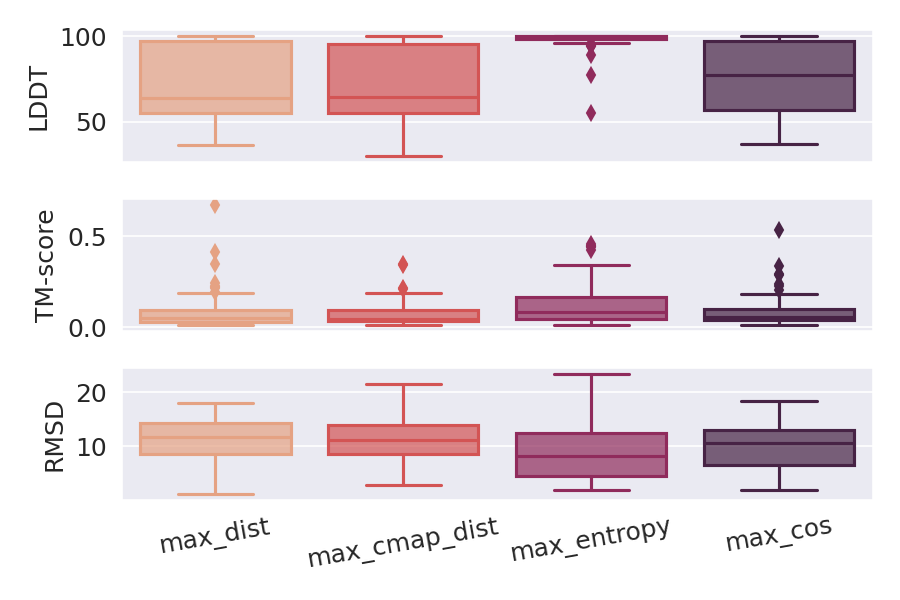 LDDT
100
50
TM-score
0.5
0.0
RMSD
20
10
max_dist
max_cmap_dist
max_entropy
max_cos